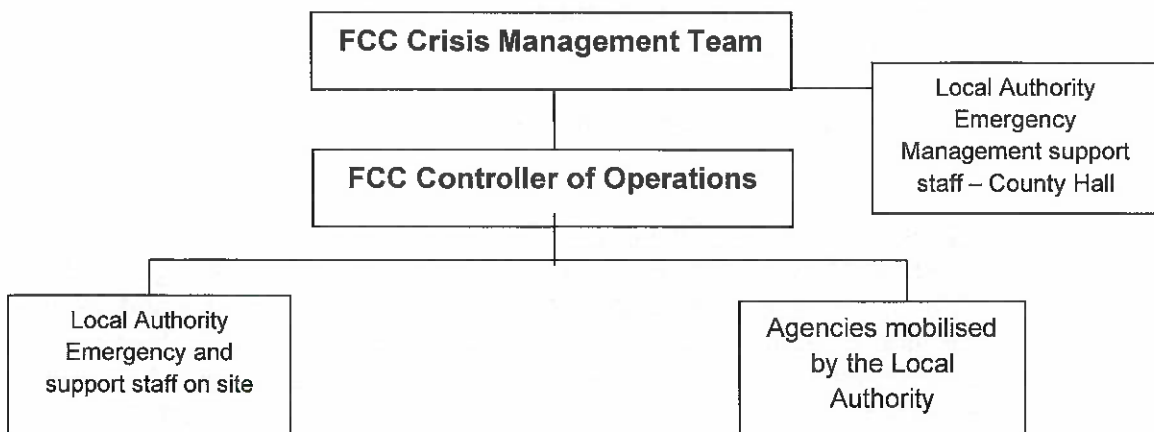 FCC Crisis Management Team
Local Authority
Emergency
Management support
staff – County Hall
FCC Controller of Operations
Local Authority
Emergency and
support staff on site
Agencies mobilised
by the Local
Authority